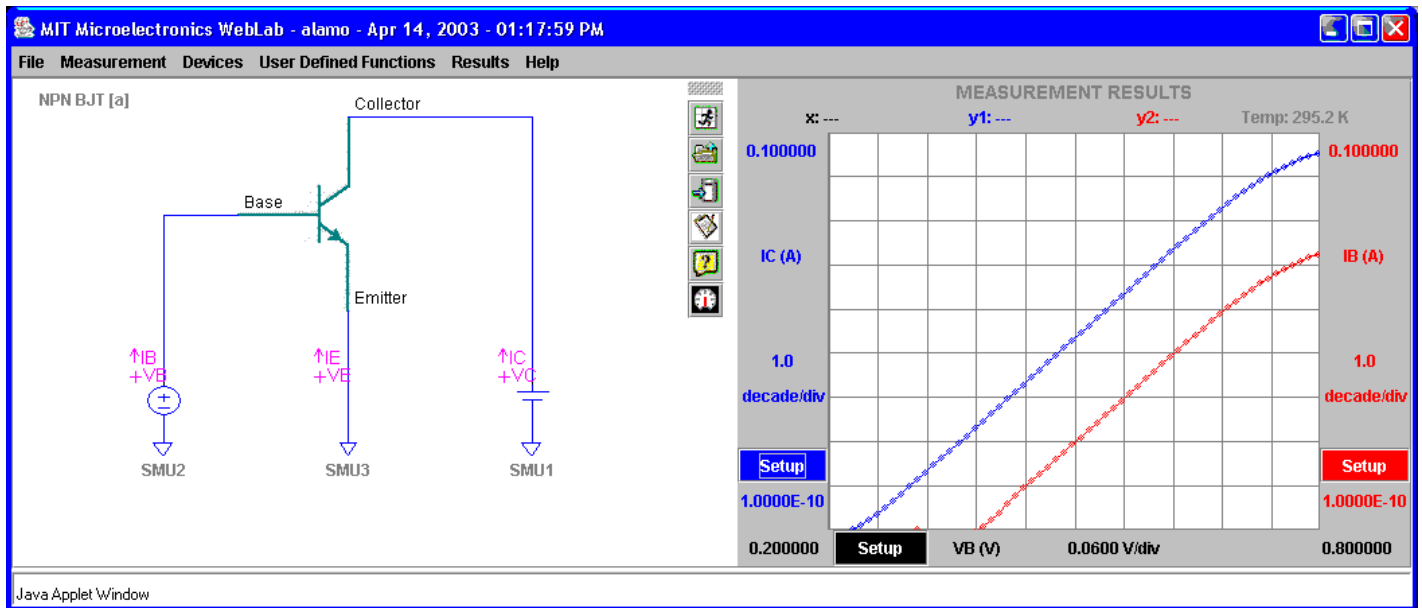 MIT Microelectronics WebLab - alamo - Apr 14, 2003 - 01:17:59 PM
File Measurement Devices User Defined Functions Results Help
NPN BJT [a]
Collector
Base
Emitter
↑IB
+VB
↑IE
+VE
↑IC
+VC
SMU2
SMU3
SMU1
MEASUREMENT RESULTS
x: --- y1: --- y2: --- Temp: 295.2 K
0.100000
IC (A)
1.0
decade/div
Setup
1.0000E-10
0.100000
IB (A)
1.0
decade/div
Setup
1.0000E-10
0.200000 Setup VB (V) 0.0600 V/div 0.800000
Java Applet Window